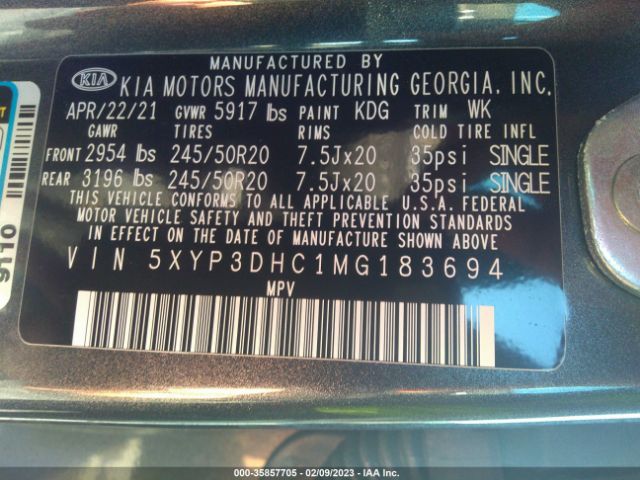 MANUFACTURED BY
KIA KIA MOTORS MANUFACTURING GEORGIA, INC.
APR/22/21 GVWR 5917 lbs PAINT KDG TRIM WK
GAWR TIRES RIMS COLD TIRE INFL
FRONT 2954 lbs 245/50R20 7.5Jx20 35psi SINGLE
REAR 3196 lbs 245/50R20 7.5Jx20 35psi SINGLE
THIS VEHICLE CONFORMS TO ALL APPLICABLE U.S.A. FEDERAL
MOTOR VEHICLE SAFETY AND THEFT PREVENTION STANDARDS
IN EFFECT ON THE DATE OF MANUFACTURE SHOWN ABOVE
VIN 5XYP3DHC1MG183694
MPV
9110
000-35857705 - 02/09/2023 - IAA Inc.